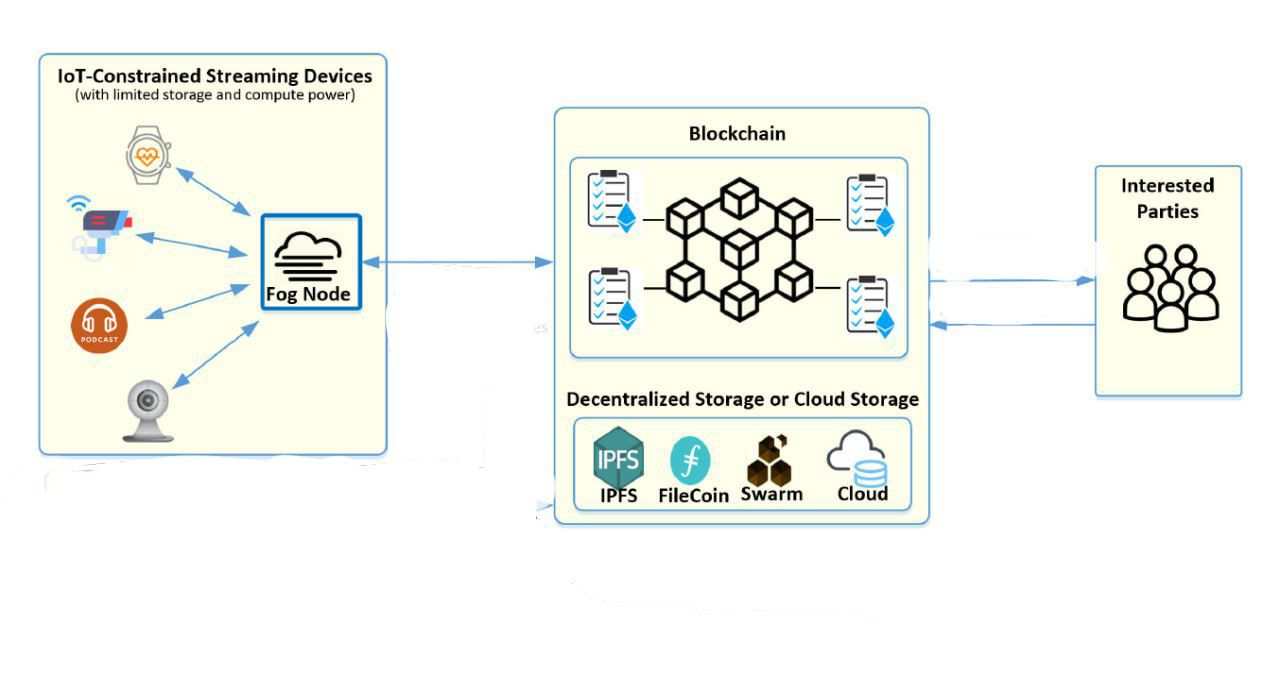 IoT-Constrained Streaming Devices
(with limited storage and compute power)
PODCAST
Fog Node
Blockchain
Decentralized Storage or Cloud Storage
IPFS
IPFS
FileCoin
Swarm
Cloud
Interested
Parties
es